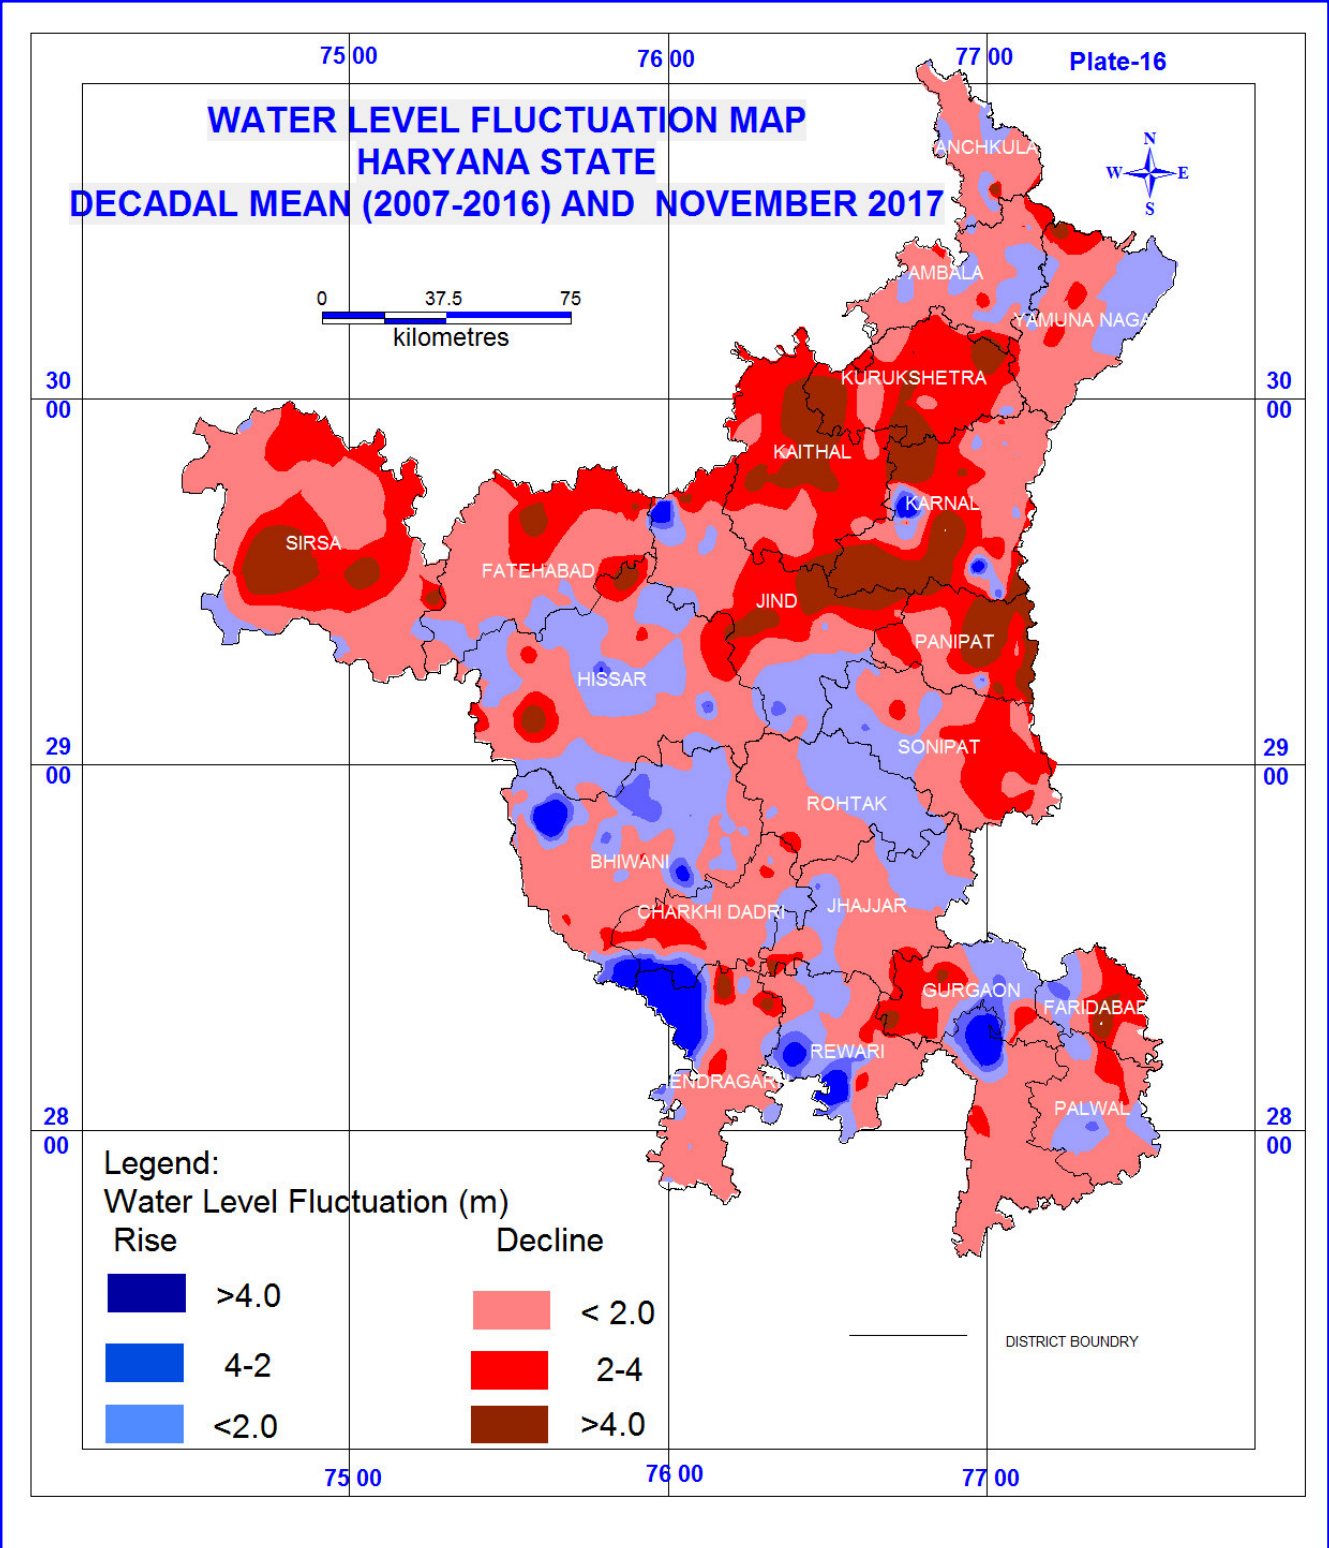 75 00
76 00
77 00
Plate-16
WATER LEVEL FLUCTUATION MAP
HARYANA STATE
DECADAL MEAN (2007-2016) AND NOVEMBER 2017
N
W
E
S
0 37.5 75
kilometres
ANCHKULA
AMBALA
YAMUNA NAGA
30
00
30
00
KURUKSHETRA
KAITHAL
KARNAL
SIRSA
FATEHABAD
JIND
PANIPAT
HISSAR
SONIPAT
29
00
29
00
ROHTAK
BHIWANI
CHARKHI DADRI
JHAJJAR
GURGAON
FARIDABAD
REWARI
ENDRAGARH
PALWAL
28
00
28
00
Legend:
Water Level Fluctuation (m)
Rise
Decline
>4.0
4-2
<2.0
< 2.0
2-4
>4.0
DISTRICT BOUNDRY
75 00
76 00
77 00